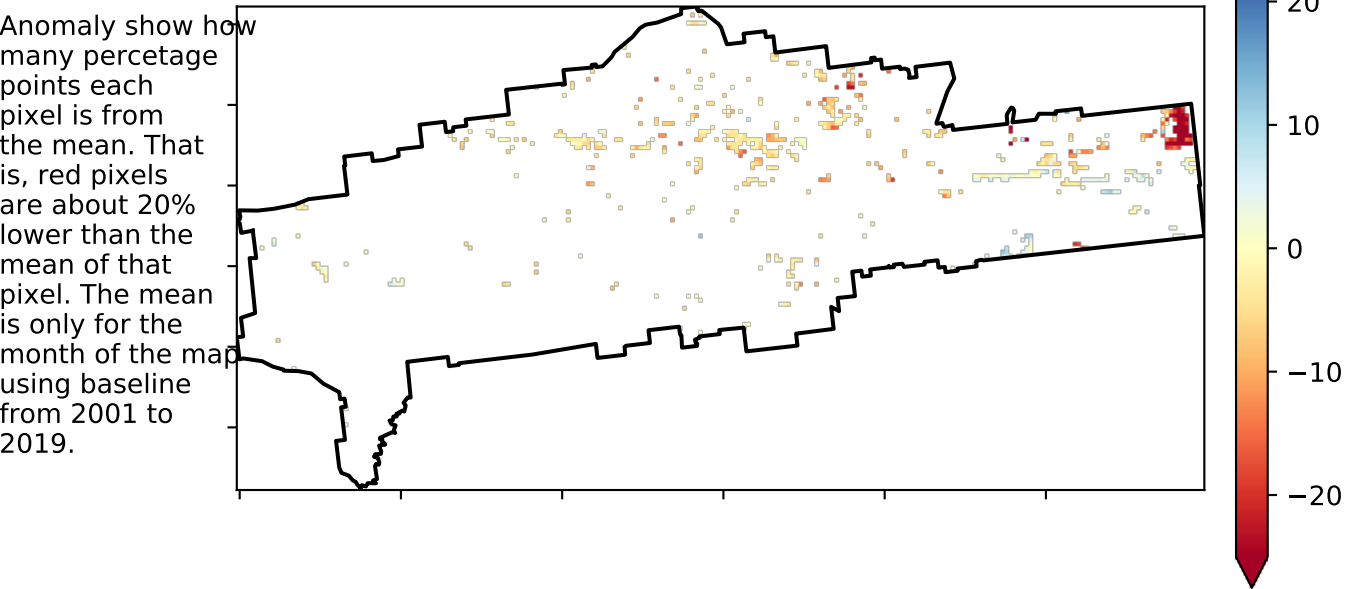 Anomaly show how
many percetage
points each
pixel is from
the mean. That
is, red pixels
are about 20%
lower than the
mean of that
pixel. The mean
is only for the
month of the map
using baseline
from 2001 to
2019.
20
10
0
−10
−20